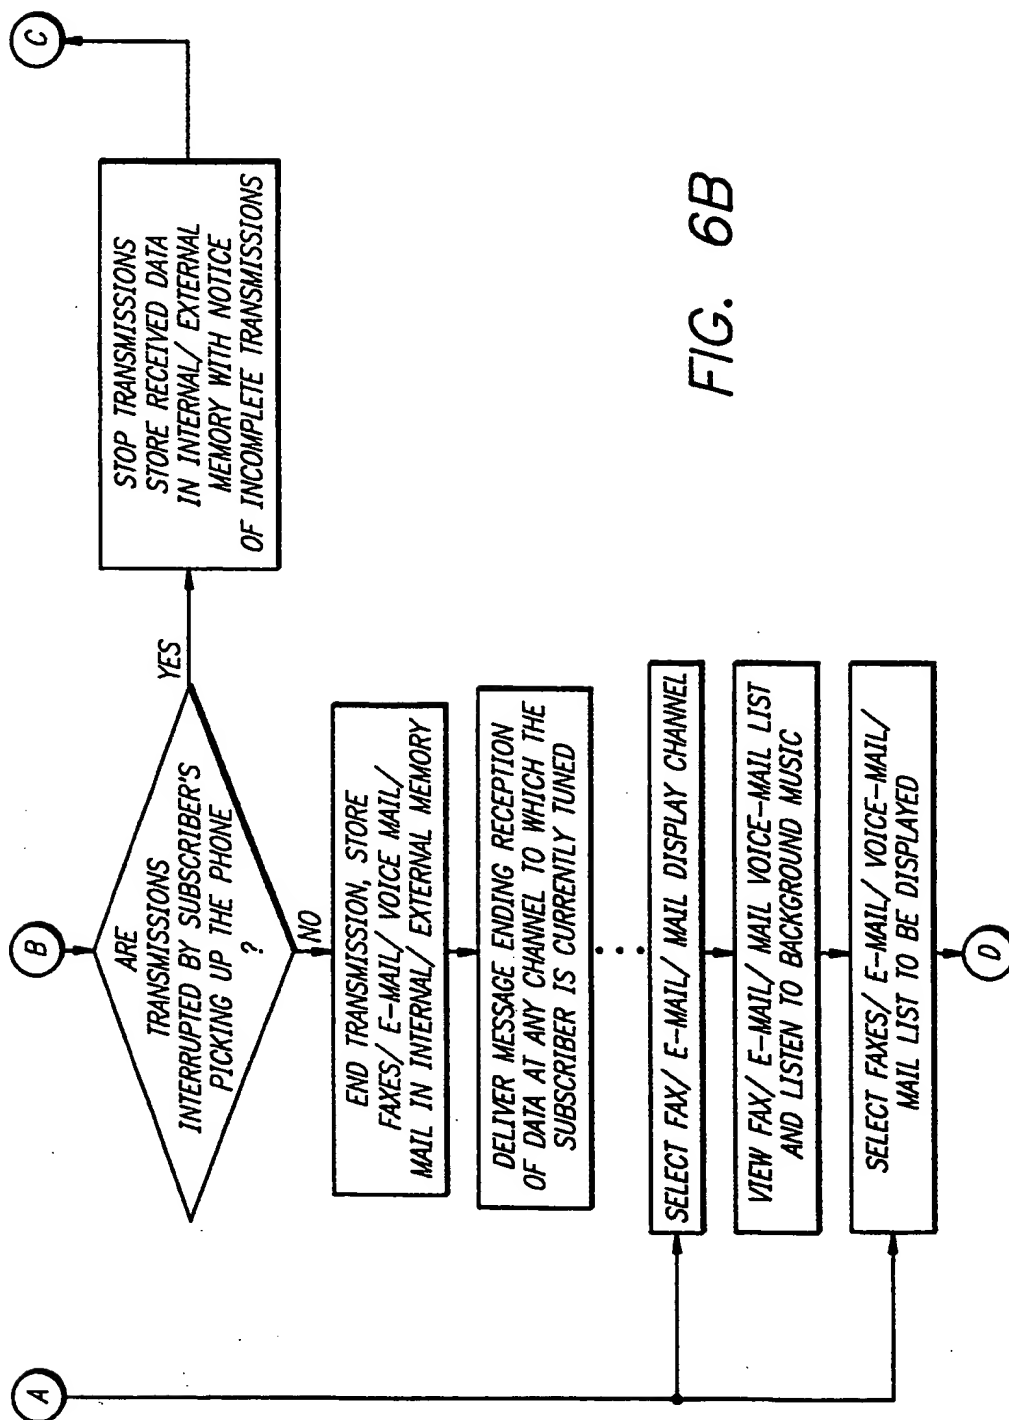 A
B
C
ARE
TRANSMISSIONS
INTERRUPTED BY SUBSCRIBER'S
PICKING UP THE PHONE
?
YES
STOP TRANSMISSIONS
STORE RECEIVED DATA
IN INTERNAL/ EXTERNAL
MEMORY WITH NOTICE
OF INCOMPLETE TRANSMISSIONS
NO
END TRANSMISSION, STORE
FAXES/ E-MAIL/ VOICE MAIL/
MAIL IN INTERNAL/ EXTERNAL MEMORY
DELIVER MESSAGE ENDING RECEPTION
OF DATA AT ANY CHANNEL TO WHICH THE
SUBSCRIBER IS CURRENTLY TUNED
SELECT FAX/ E-MAIL/ MAIL DISPLAY CHANNEL
VIEW FAX/ E-MAIL/ MAIL VOICE-MAIL LIST
AND LISTEN TO BACKGROUND MUSIC
SELECT FAXES/ E-MAIL/ VOICE-MAIL/
MAIL LIST TO BE DISPLAYED
D
FIG. 6B